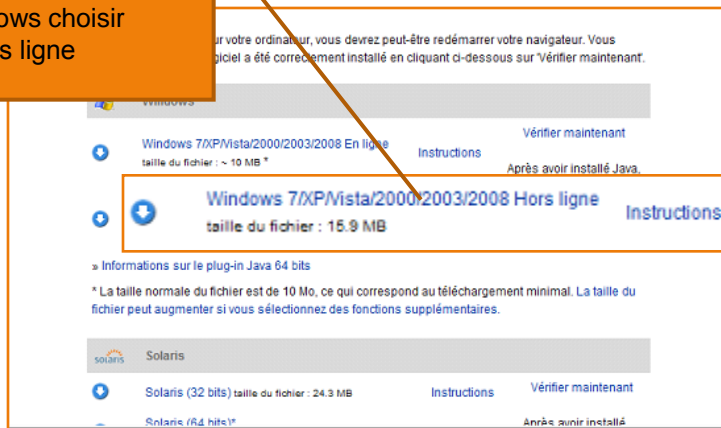 choisir
ligne
votre ordinateur, vous devrez peut-être redémarrer votre navigateur. Vous
a été correctement installé en cliquant ci-dessous sur 'Vérifier maintenant'.
Windows
Windows 7/XP/Vista/2000/2003/2008 En ligne
taille du fichier : ~ 10 MB *
Instructions
Vérifier maintenant
Après avoir installé Java,
Windows 7/XP/Vista/2000/2003/2008 Hors ligne
taille du fichier : 15.9 MB
Instructions
» Informations sur le plug-in Java 64 bits
* La taille normale du fichier est de 10 Mo, ce qui correspond au téléchargement minimal. La taille du
fichier peut augmenter si vous sélectionnez des fonctions supplémentaires.
solaris
Solaris
Solaris (32 bits) taille du fichier : 24.3 MB
Instructions
Vérifier maintenant
Solaris (64 bits)*
Après avoir installé